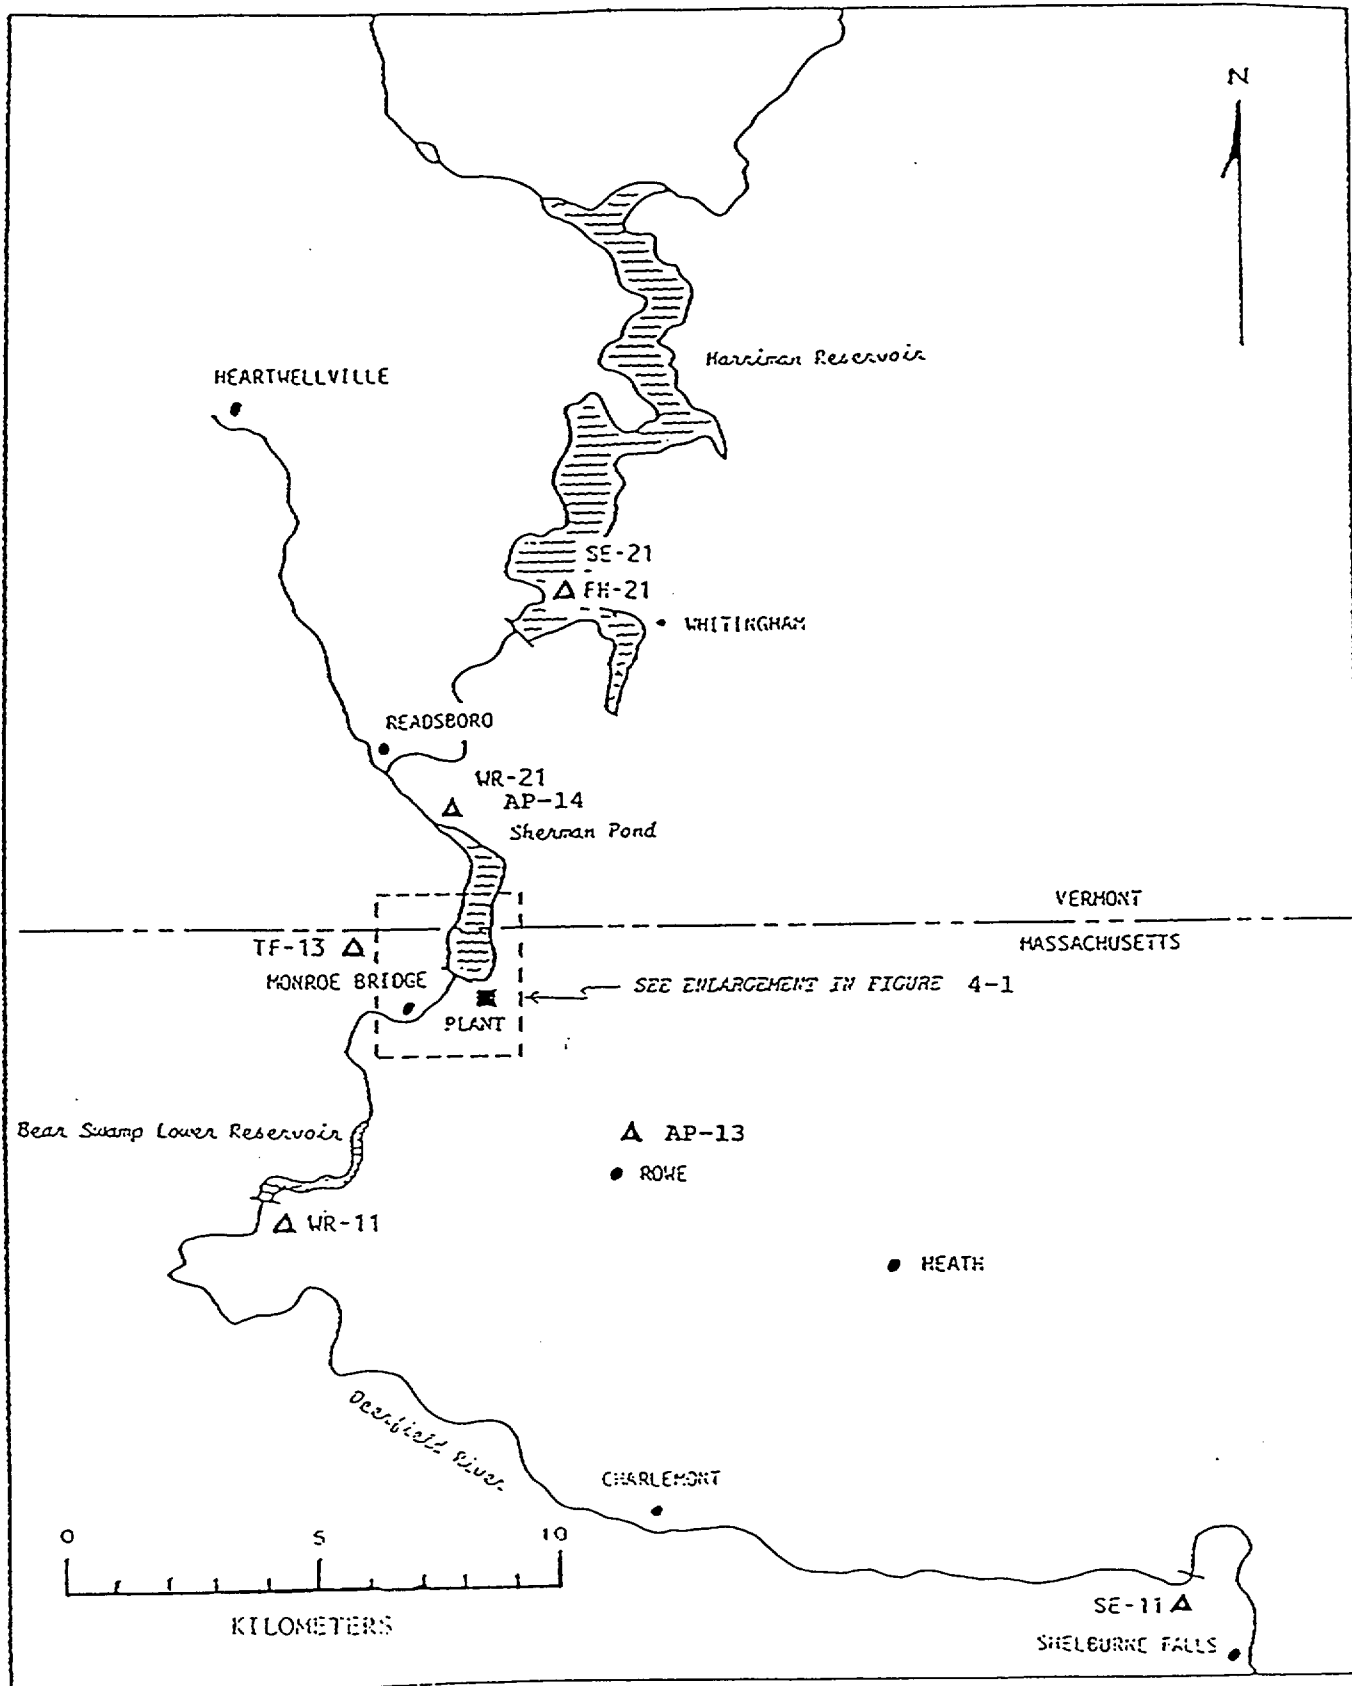 N
Harriman Reservoir
HEARTWELLVILLE
SE-21
FH-21
WHITINGHAM
READSBORO
WR-21
AP-14
Sherman Pond
VERMONT
TF-13
MASSACHUSETTS
MONROE BRIDGE
SEE ENLARGEMENT IN FIGURE 4-1
PLANT
Bear Swamp Lower Reservoir
AP-13
ROWE
WR-11
HEATH
Deerfield River
CHARLEMONT
0 5 10
KILOMETERS
SE-11
SHELBURNE FALLS